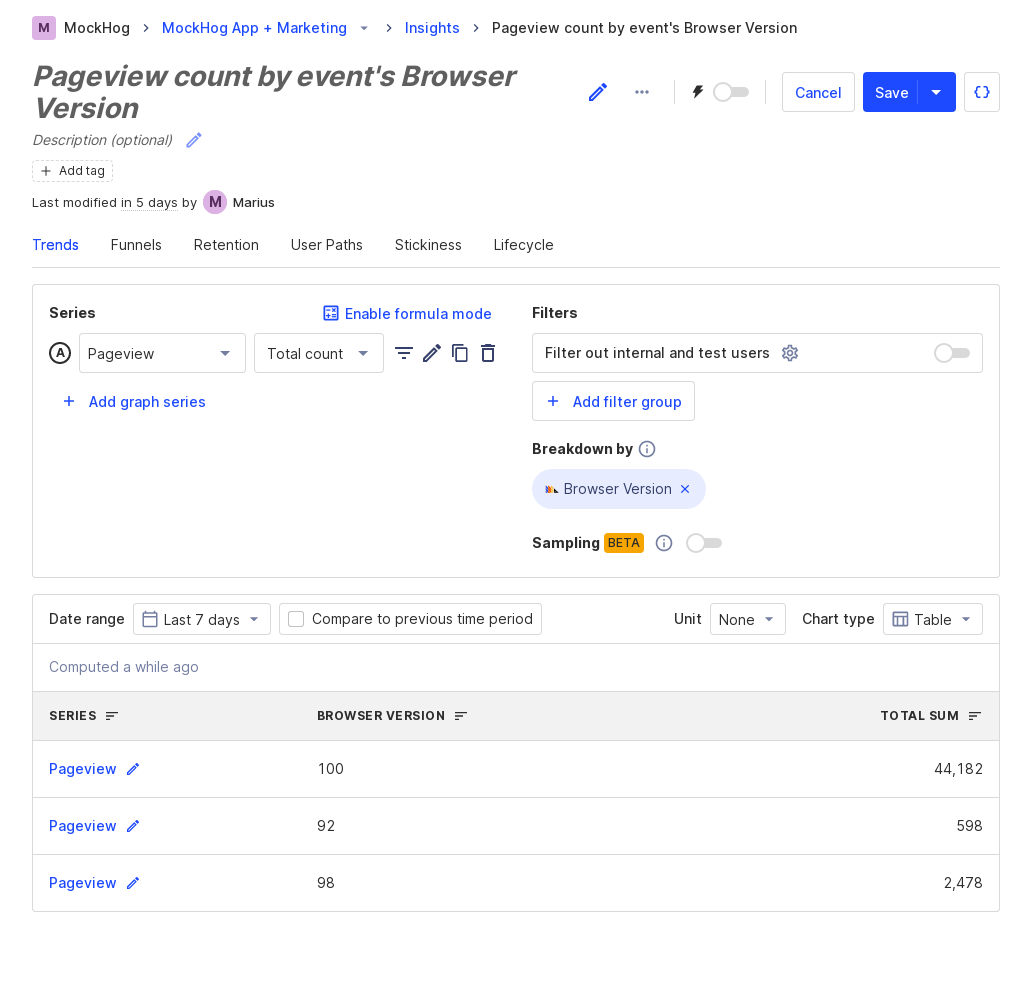 M MockHog MockHog App + Marketing Insights Pageview count by event's Browser Version
Pageview count by event's Browser
Version
Cancel Save
Description (optional)
Add tag
Last modified in 5 days by M Marius
Trends Funnels Retention User Paths Stickiness Lifecycle
Series Enable formula mode
A Pageview Total count
Add graph series
Filters
Filter out internal and test users
Add filter group
Breakdown by
Browser Version
Sampling BETA
Date range Last 7 days Compare to previous time period Unit None Chart type Table
Computed a while ago
SERIES BROWSER VERSION TOTAL SUM
Pageview 100 44,182
Pageview 92 598
Pageview 98 2,478